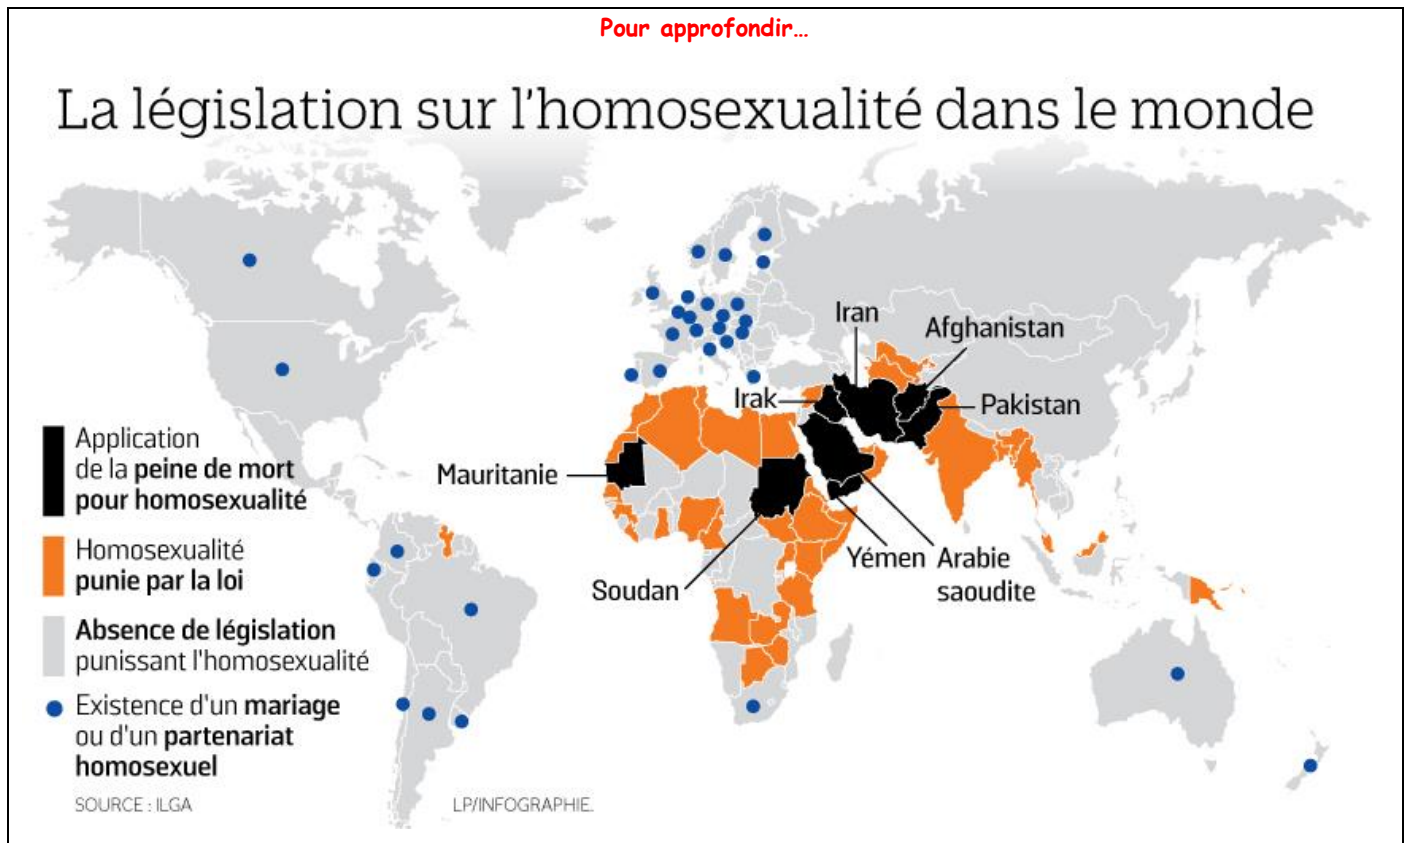 Pour approfondir…
La législation sur l'homosexualité dans le monde
Iran
Afghanistan
Irak
Pakistan
Mauritanie
Soudan
Yémen
Arabie
saoudite
Application
de la peine de mort
pour homosexualité
Homosexualité
punie par la loi
Absence de législation
punissant l'homosexualité
Existence d'un mariage
ou d'un partenariat
homosexuel
SOURCE : ILGA
LP/INFOGRAPHIE.